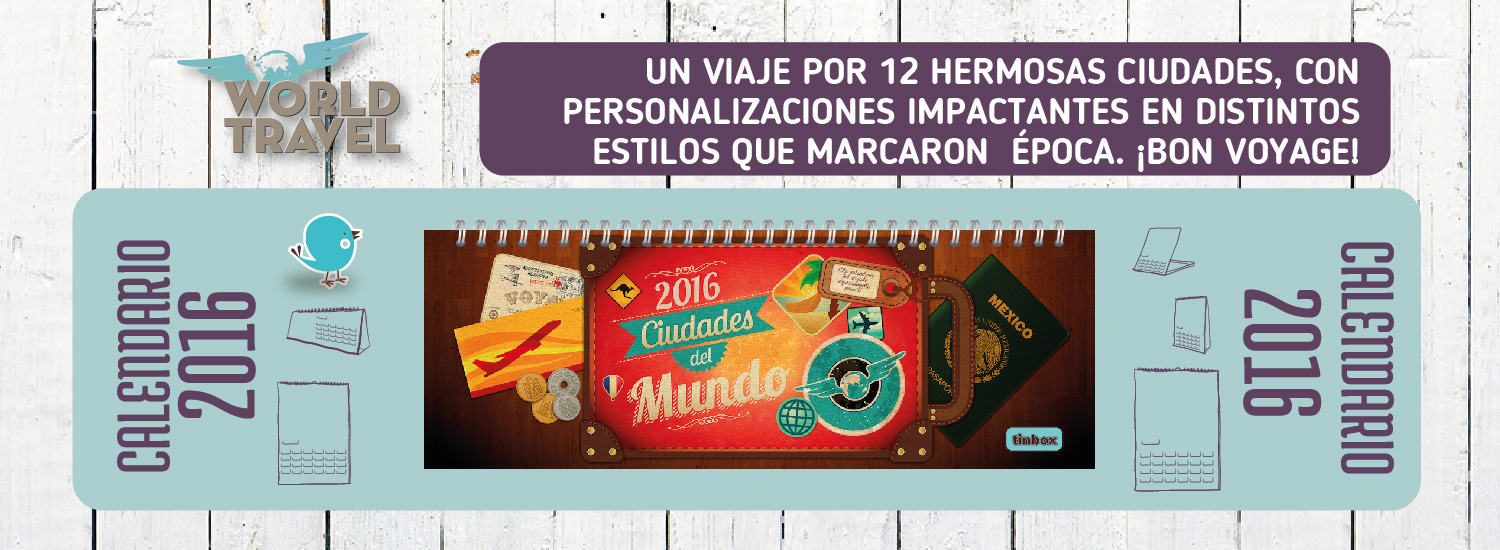 WORLD
TRAVEL
UN VIAJE POR 12 HERMOSAS CIUDADES, CON
PERSONALIZACIONES IMPACTANTES EN DISTINTOS
ESTILOS QUE MARCARON ÉPOCA. ¡BON VOYAGE!
CALENDARIO
2016
2016
Ciudades
del
Mundo
MEXICO
tinbox
CALENDARIO
2016